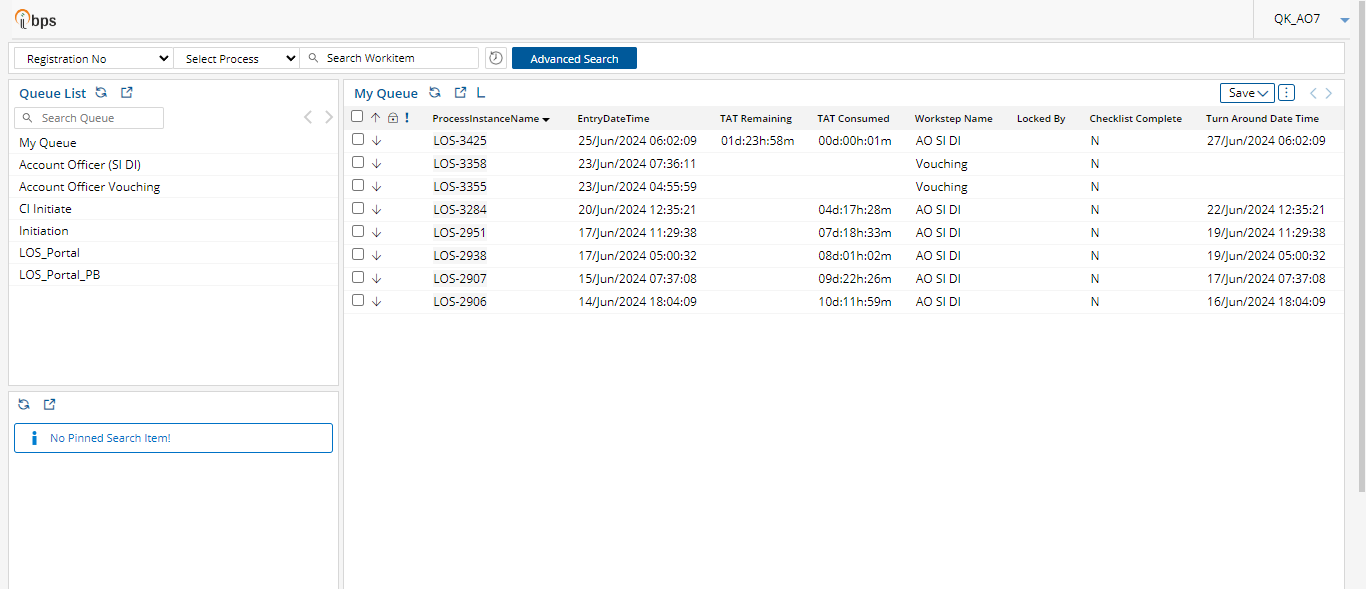 ibps
QK_AO7
Registration No Select Process Search Workitem Advanced Search
Queue List
Search Queue
My Queue
Account Officer (SI DI)
Account Officer Vouching
CI Initiate
Initiation
LOS_Portal
LOS_Portal_PB
No Pinned Search Item!
My Queue L Save
ProcessInstanceName EntryDateTime TAT Remaining TAT Consumed Workstep Name Locked By Checklist Complete Turn Around Date Time
LOS-3425 25/Jun/2024 06:02:09 01d:23h:58m 00d:00h:01m AO SI DI N 27/Jun/2024 06:02:09
LOS-3358 23/Jun/2024 07:36:11 Vouching N
LOS-3355 23/Jun/2024 04:55:59 Vouching N
LOS-3284 20/Jun/2024 12:35:21 04d:17h:28m AO SI DI N 22/Jun/2024 12:35:21
LOS-2951 17/Jun/2024 11:29:38 07d:18h:33m AO SI DI N 19/Jun/2024 11:29:38
LOS-2938 17/Jun/2024 05:00:32 08d:01h:02m AO SI DI N 19/Jun/2024 05:00:32
LOS-2907 15/Jun/2024 07:37:08 09d:22h:26m AO SI DI N 17/Jun/2024 07:37:08
LOS-2906 14/Jun/2024 18:04:09 10d:11h:59m AO SI DI N 16/Jun/2024 18:04:09